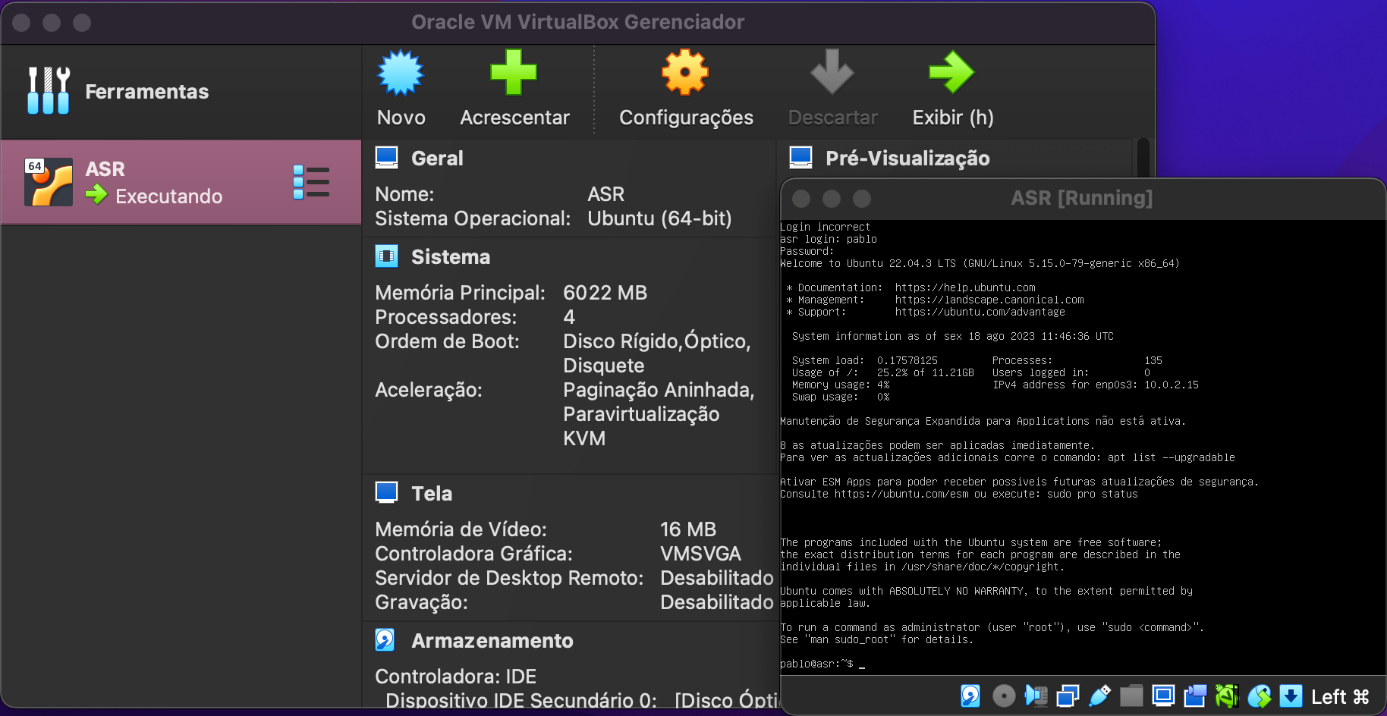 Oracle VM VirtualBox Gerenciador
Ferramentas
Novo
Acrescentar
Configurações
Descartar
Exibir (h)
64
ASR
Executando
Geral
Nome: ASR
Sistema Operacional: Ubuntu (64-bit)
Sistema
Memória Principal: 6022 MB
Processadores: 4
Ordem de Boot: Disco Rígido,Óptico,
Disquete
Aceleração: Paginação Aninhada,
Paravirtualização
KVM
Tela
Memória de Vídeo: 16 MB
Controladora Gráfica: VMSVGA
Servidor de Desktop Remoto: Desabilitado
Gravação: Desabilitado
Armazenamento
Controladora: IDE
Dispositivo IDE Secundário 0: [Disco Ópti
Pré-Visualização
ASR [Running]
Login incorrect
asr login: pablo
Password:
Welcome to Ubuntu 22.04.3 LTS (GNU/Linux 5.15.0-79-generic x86_64)
* Documentation: https://help.ubuntu.com
* Management: https://landscape.canonical.com
* Support: https://ubuntu.com/advantage
System information as of sex 18 ago 2023 11:46:36 UTC
System load: 0.17578125 Processes: 135
Usage of /: 25.2% of 11.21GB Users logged in: 0
Memory usage: 4% IPv4 address for enp0s3: 10.0.2.15
Swap usage: 0%
Manutenção de Segurança Expandida para Applications não está ativa.
8 as atualizações podem ser aplicadas imediatamente.
Para ver as actualizações adicionais corre o comando: apt list --upgradable
Ativar ESM Apps para poder receber possiveis futuras atualizações de segurança.
Consulte https://ubuntu.com/esm ou execute: sudo pro status
The programs included with the Ubuntu system are free software;
the exact distribution terms for each program are described in the
individual files in /usr/share/doc/*/copyright.
Ubuntu comes with ABSOLUTELY NO WARRANTY, to the extent permitted by
applicable law.
To run a command as administrator (user "root"), use "sudo <command>".
See "man sudo_root" for details.
pablo@asr:~$ _
Left ⌘